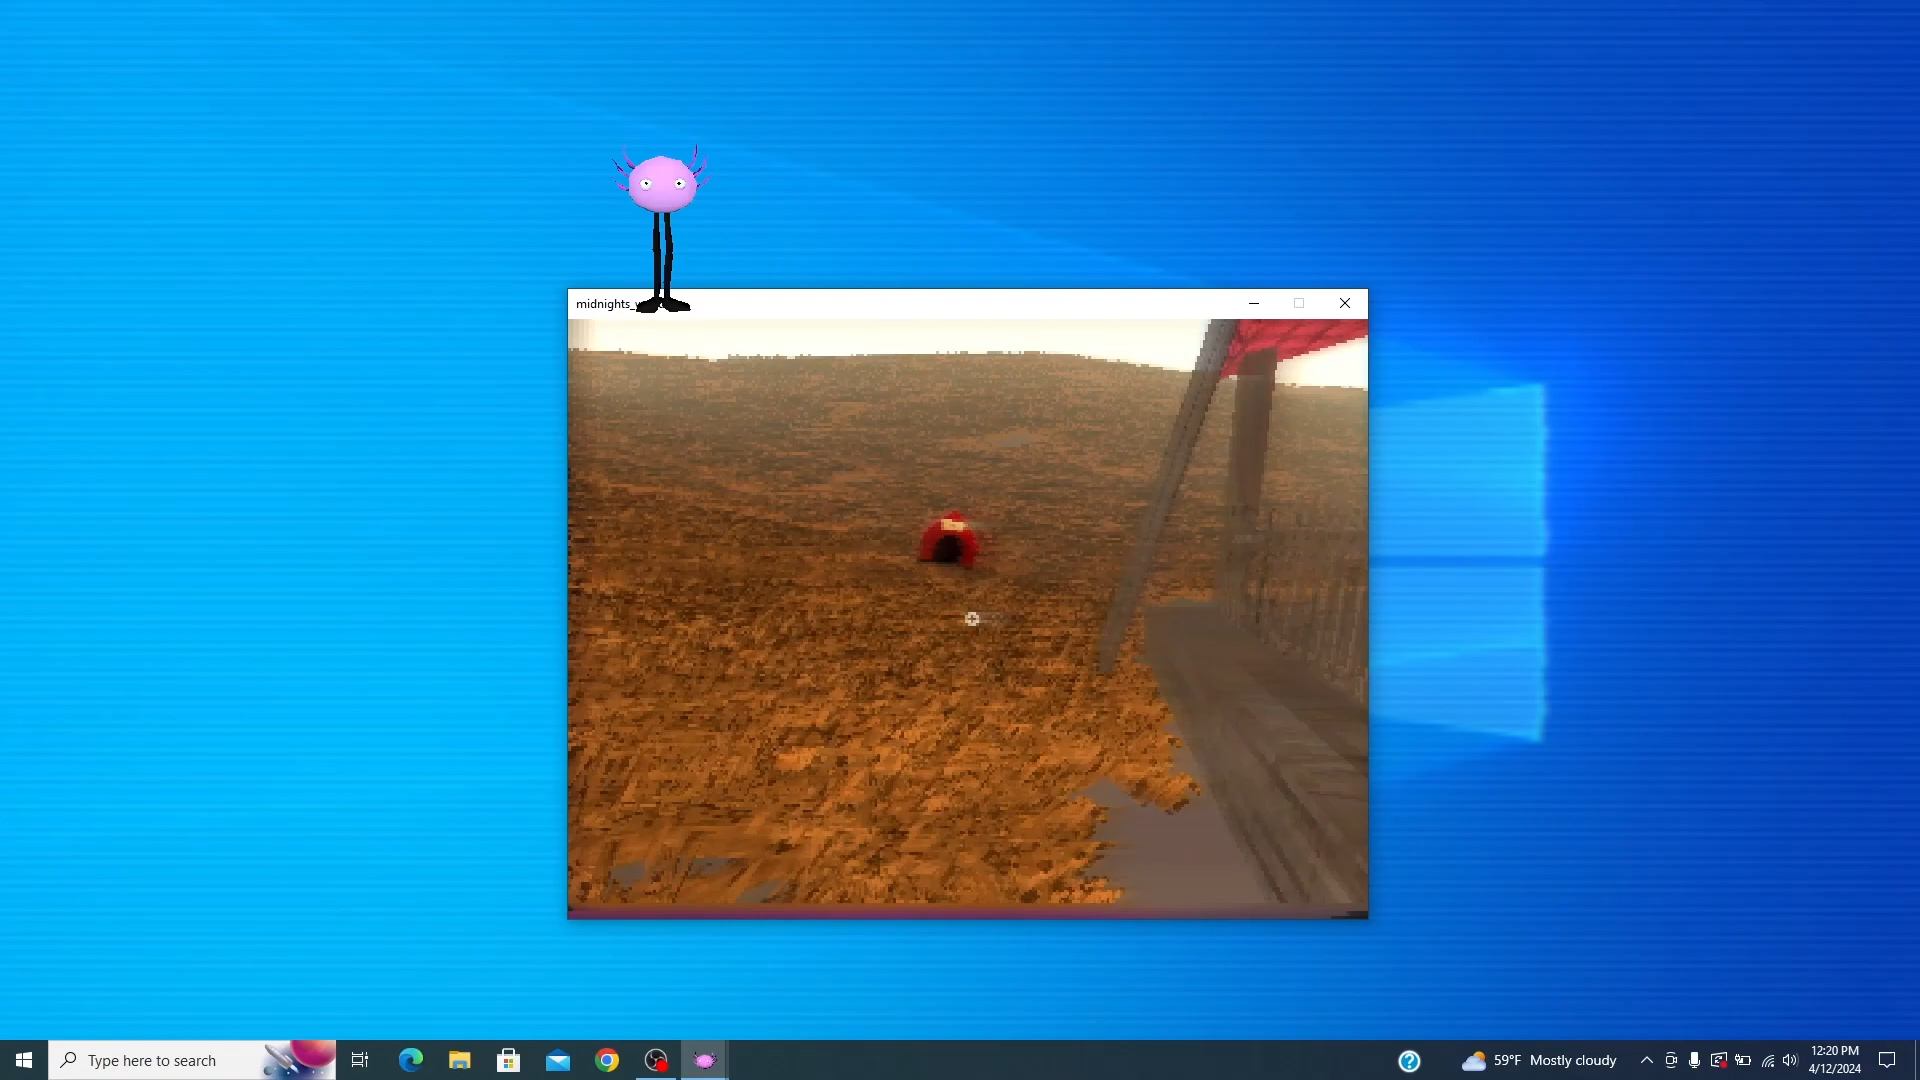 midnights_
Type here to search
59°F Mostly cloudy
12:20 PM
4/12/2024